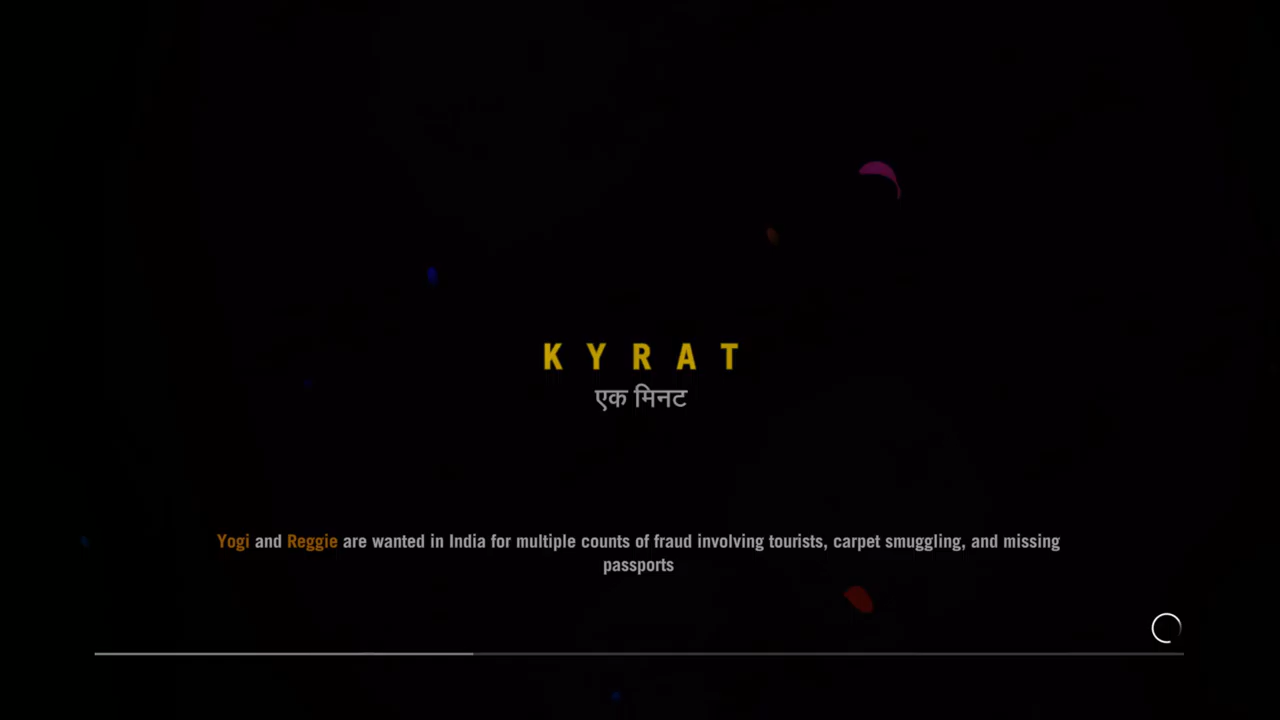 KYRAT
एक मिनट
Yogi and Reggie are wanted in India for multiple counts of fraud involving tourists, carpet smuggling, and missing
passports